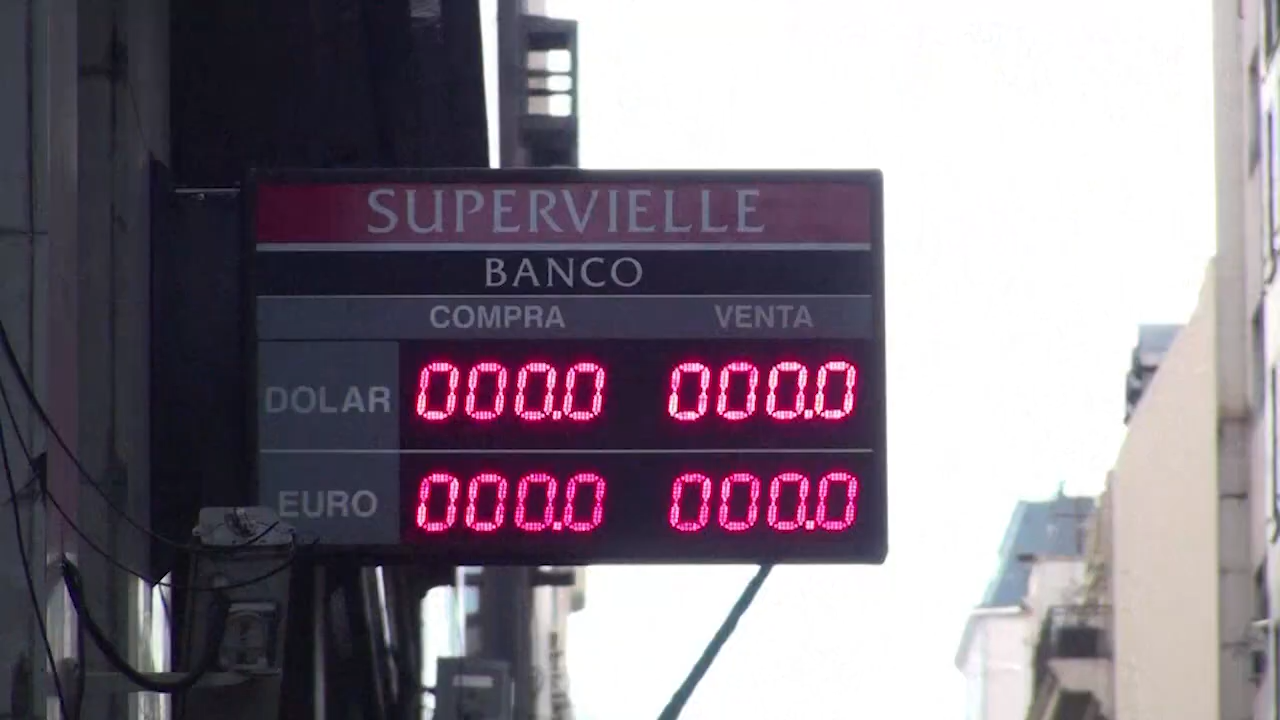 SUPERVIELLE
BANCO
COMPRA VENTA
DOLAR 000.0 000.0
EURO 000.0 000.0